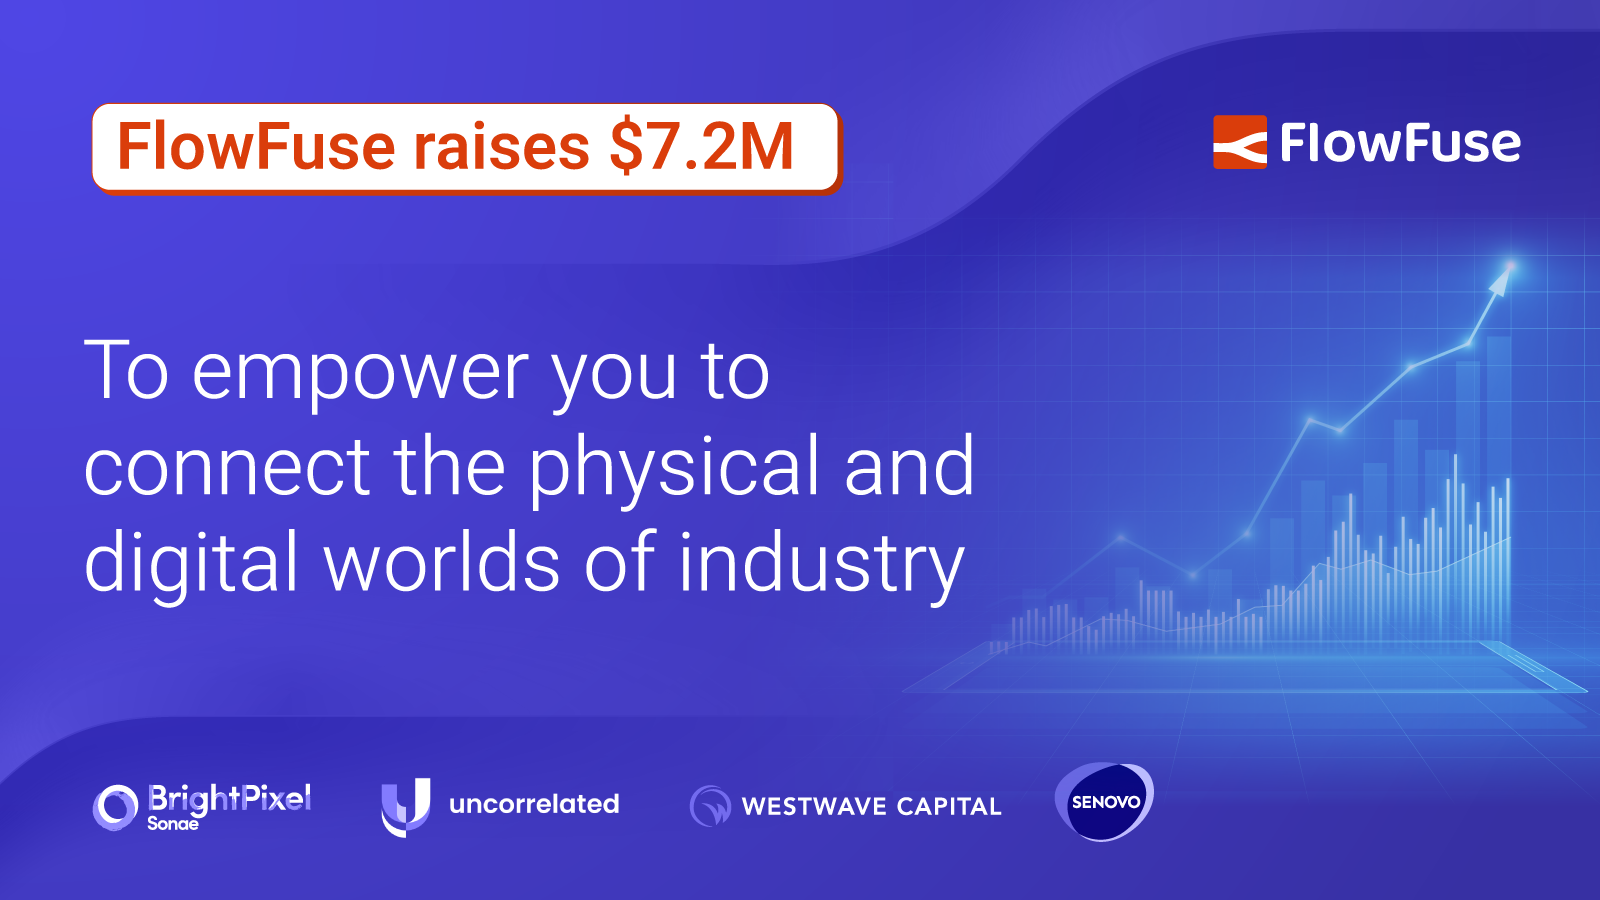 FlowFuse raises $7.2M
FlowFuse
To empower you to
connect the physical and
digital worlds of industry
BrightPixel
Sonae
uncorrelated
WESTWAVE CAPITAL
SENOVO